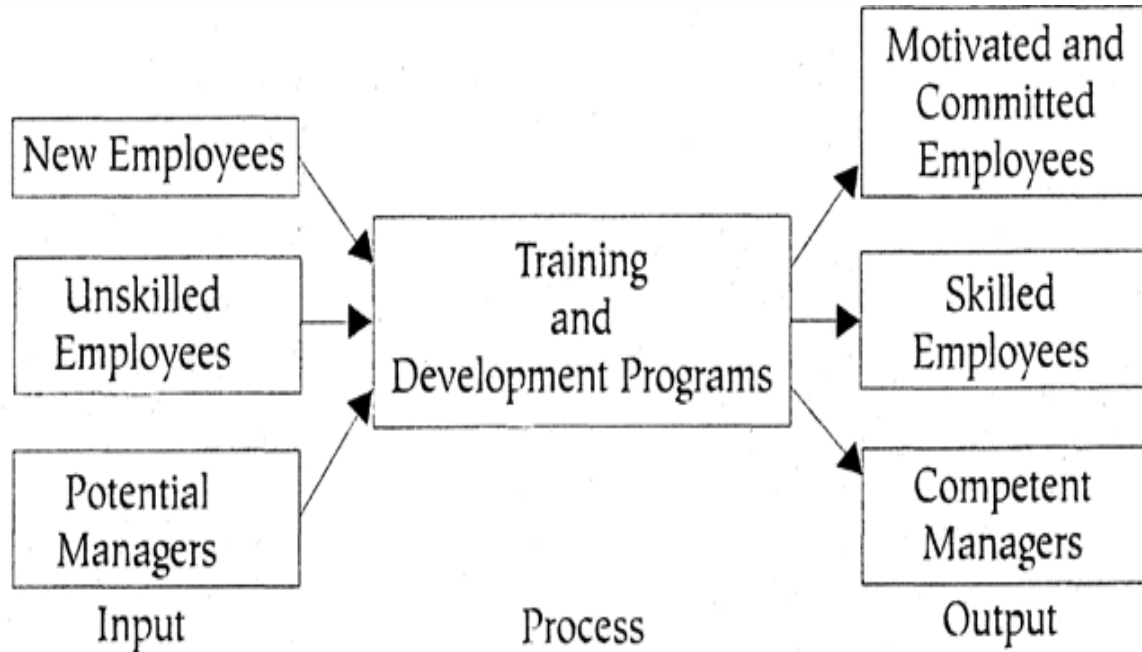 New Employees
Unskilled
Employees
Potential
Managers
Input
Training
and
Development Programs
Process
Motivated and
Committed
Employees
Skilled
Employees
Competent
Managers
Output